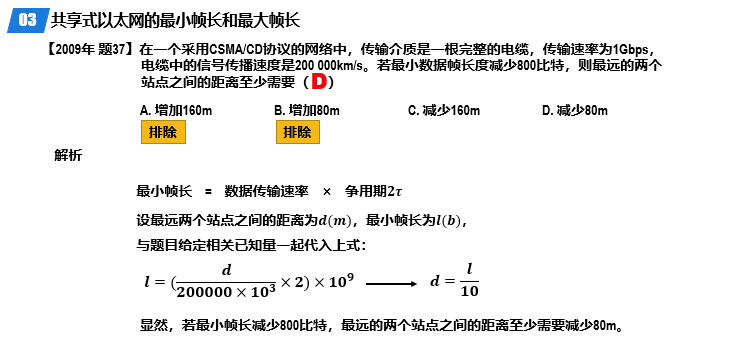 03 共享式以太网的最小帧长和最大帧长
【2009年 题37】在一个采用CSMA/CD协议的网络中，传输介质是一根完整的电缆，传输速率为1Gbps，
电缆中的信号传播速度是200 000km/s。若最小数据帧长度减少800比特，则最远的两个
站点之间的距离至少需要（D）
A. 增加160m B. 增加80m C. 减少160m D. 减少80m
排除 排除
解析
最小帧长 = 数据传输速率 × 争用期2τ
设最远两个站点之间的距离为d(m)，最小帧长为l(b)，
与题目给定相关已知量一起代入上式：
l = (d / (200000 × 10³) × 2) × 10⁹ ⟶ d = l / 10
显然，若最小帧长减少800比特，最远的两个站点之间的距离至少需要减少80m。